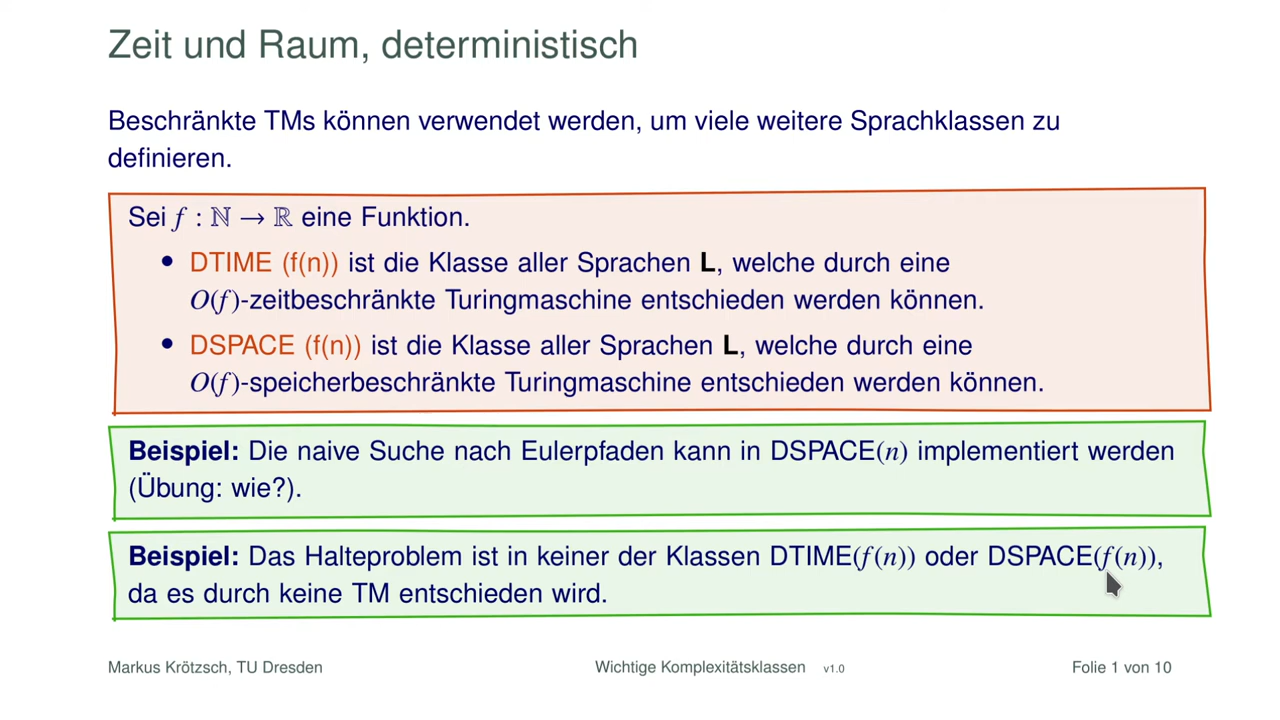 Zeit und Raum, deterministisch
Beschränkte TMs können verwendet werden, um viele weitere Sprachklassen zu
definieren.
Sei f : ℕ → ℝ eine Funktion.
• DTIME (f(n)) ist die Klasse aller Sprachen L, welche durch eine
O(f)-zeitbeschränkte Turingmaschine entschieden werden können.
• DSPACE (f(n)) ist die Klasse aller Sprachen L, welche durch eine
O(f)-speicherbeschränkte Turingmaschine entschieden werden können.
Beispiel: Die naive Suche nach Eulerpfaden kann in DSPACE(n) implementiert werden
(Übung: wie?).
Beispiel: Das Halteproblem ist in keiner der Klassen DTIME(f(n)) oder DSPACE(f(n)),
da es durch keine TM entschieden wird.
Markus Krötzsch, TU Dresden Wichtige Komplexitätsklassen v1.0 Folie 1 von 10